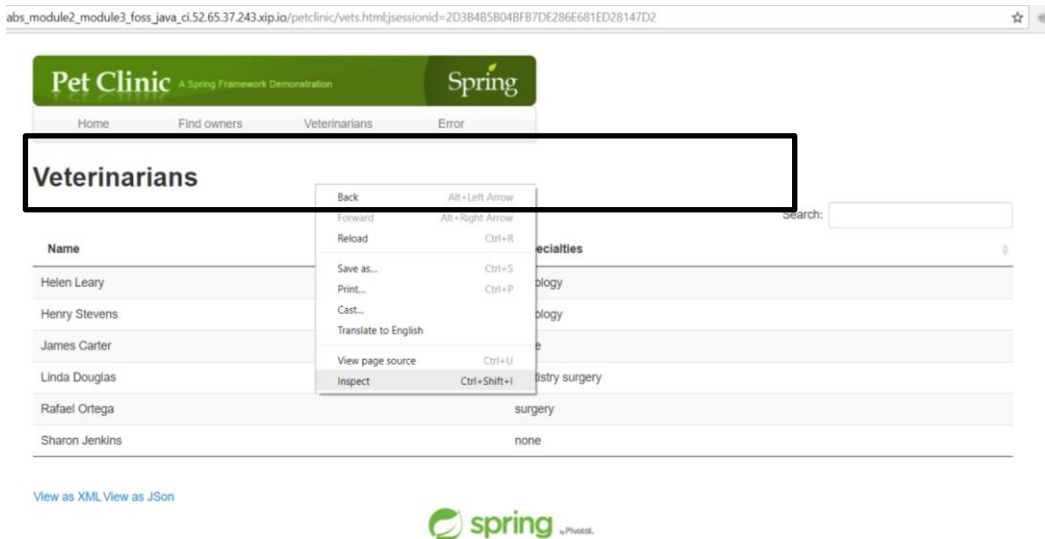 abs_module2_module3_foss_java_ci.52.65.37.243.xip.io/petclinic/vets.html;jsessionid=2D3B4B5B04BFB7DE286E681ED28147D2
Pet Clinic A Spring Framework Demonstration Spring
Home Find owners Veterinarians Error
Veterinarians
Back Alt+Left Arrow
Forward Alt+Right Arrow
Search:
Reload Ctrl+R
Name ecialties
Save as... Ctrl+S
Helen Leary ology
Print... Ctrl+P
Cast...
Henry Stevens ology
Translate to English
James Carter e
View page source Ctrl+U
Linda Douglas tistry surgery
Inspect Ctrl+Shift+I
Rafael Ortega surgery
Sharon Jenkins none
View as XML View as JSon
spring by Pivotal.